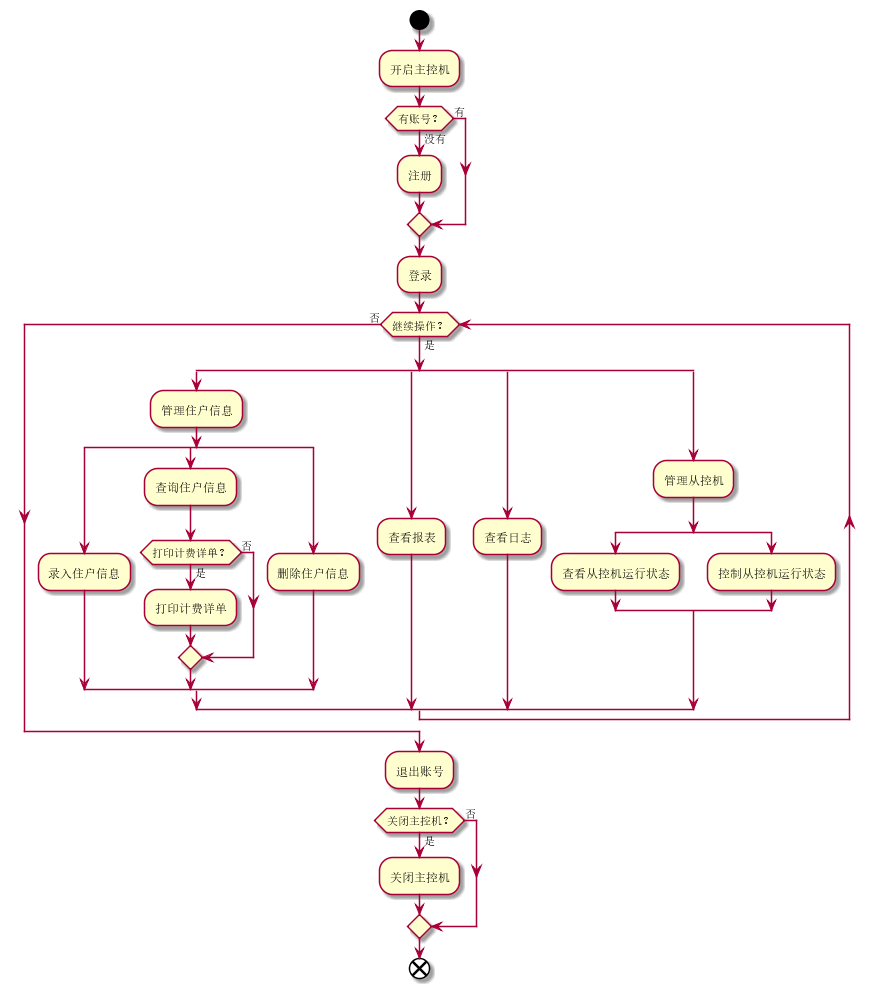 开启主控机
有账号？
有
没有
注册
登录
继续操作？
否
是
管理住户信息
录入住户信息
查询住户信息
打印计费详单？
否
是
打印计费详单
删除住户信息
查看报表
查看日志
管理从控机
查看从控机运行状态
控制从控机运行状态
退出账号
关闭主控机？
否
是
关闭主控机